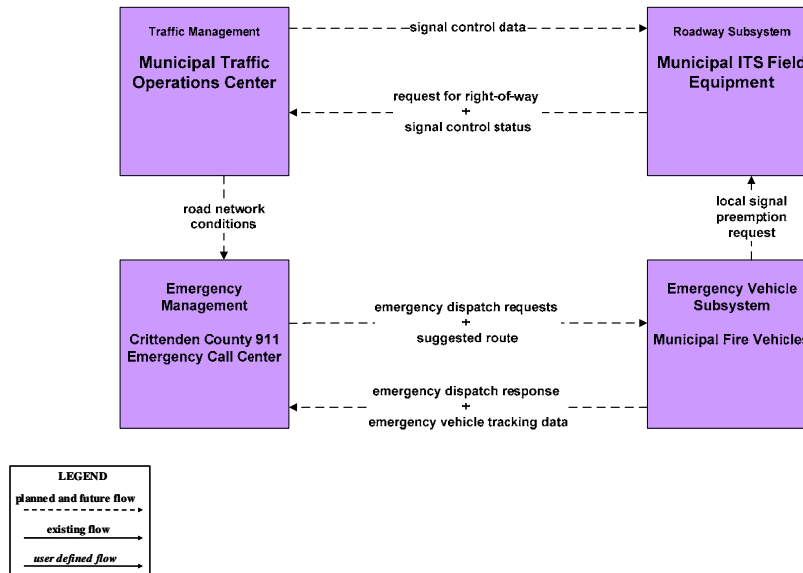 Traffic Management
Municipal Traffic
Operations Center
signal control data
Roadway Subsystem
Municipal ITS Field
Equipment
request for right-of-way
+
signal control status
road network
conditions
local signal
preemption
request
Emergency
Management
Crittenden County 911
Emergency Call Center
emergency dispatch requests
+
suggested route
Emergency Vehicle
Subsystem
Municipal Fire Vehicles
emergency dispatch response
+
emergency vehicle tracking data
LEGEND
planned and future flow
existing flow
user defined flow